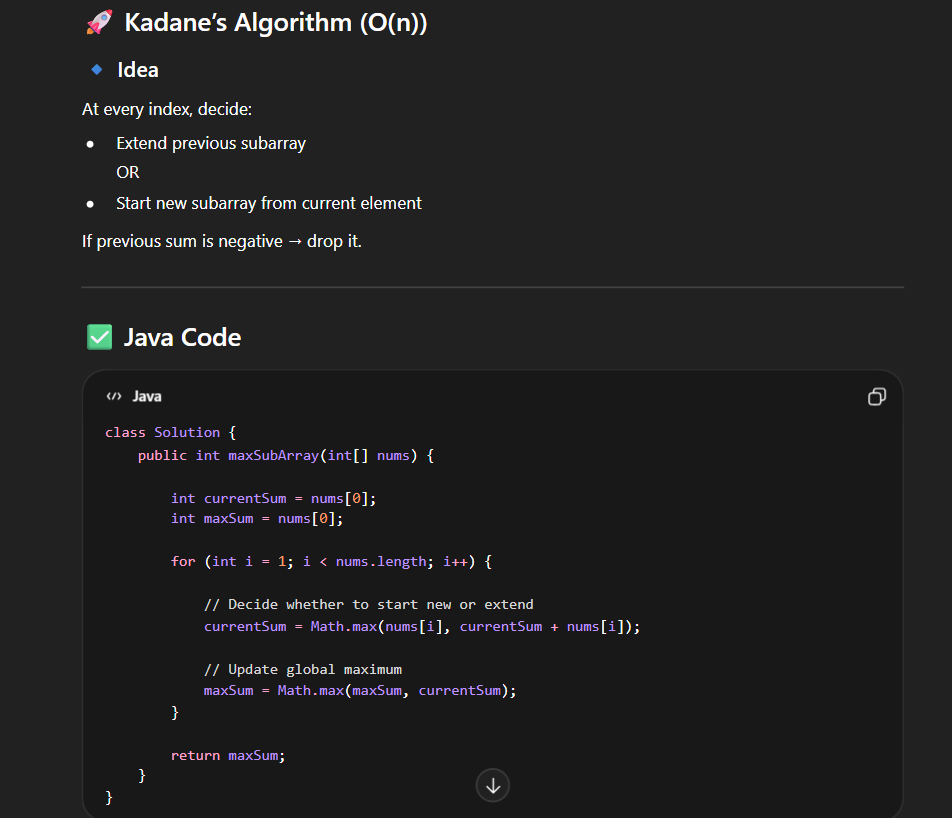 🚀 Kadane’s Algorithm (O(n))
🔹 Idea
At every index, decide:
• Extend previous subarray
OR
• Start new subarray from current element
If previous sum is negative → drop it.
✅ Java Code
</> Java
class Solution {
    public int maxSubArray(int[] nums) {
        int currentSum = nums[0];
        int maxSum = nums[0];
        for (int i = 1; i < nums.length; i++) {
            // Decide whether to start new or extend
            currentSum = Math.max(nums[i], currentSum + nums[i]);
            // Update global maximum
            maxSum = Math.max(maxSum, currentSum);
        }
        return maxSum;
    }
}